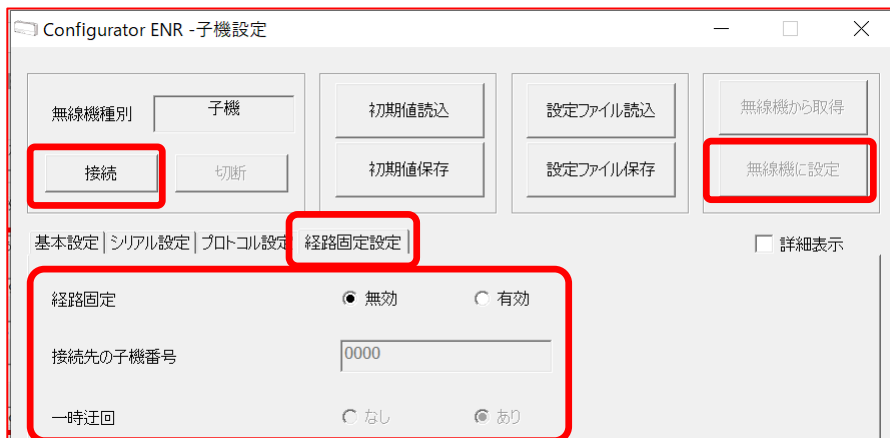 Configurator ENR -子機設定
無線機種別 子機
接続 切断
初期値読込
初期値保存
設定ファイル読込
設定ファイル保存
無線機から取得
無線機に設定
基本設定 シリアル設定 プロトコル設定 経路固定設定
詳細表示
経路固定 無効 有効
接続先の子機番号 0000
一時迂回 なし あり